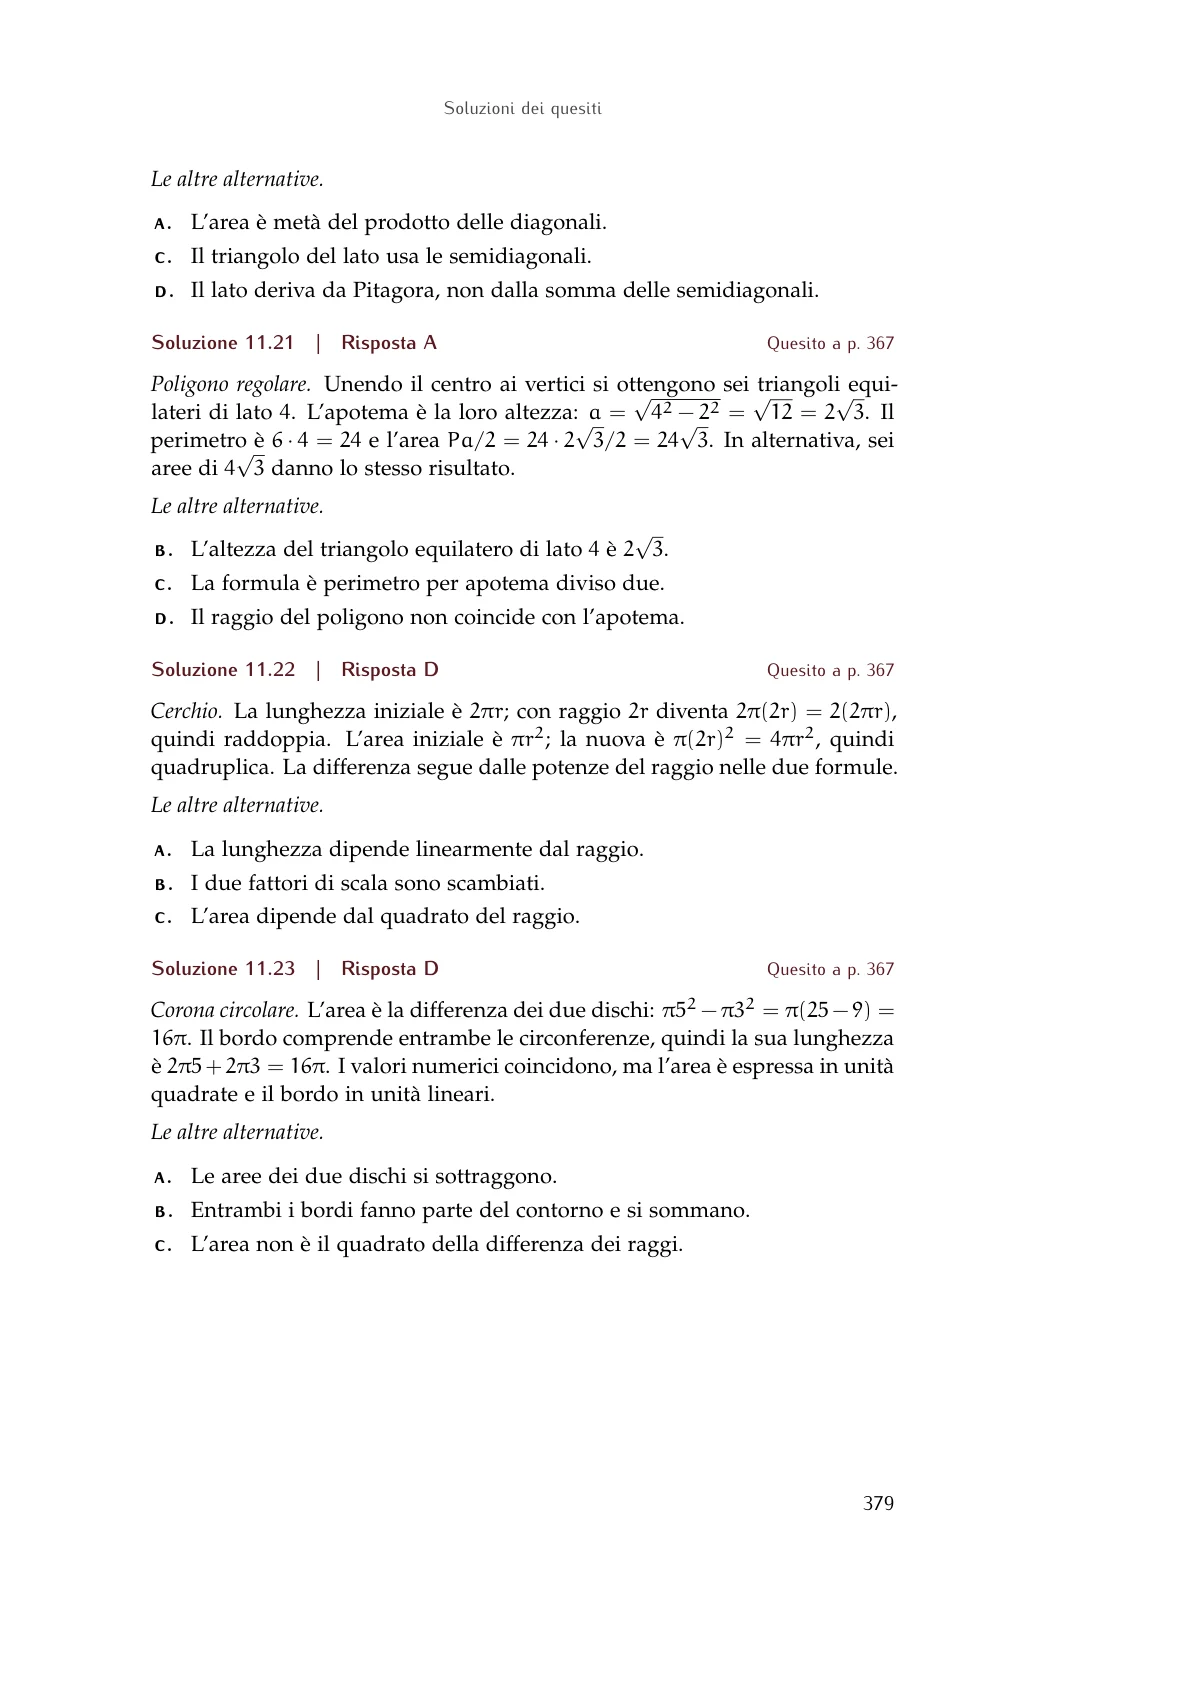 Soluzioni dei quesiti
Le altre alternative.
A. L'area è metà del prodotto delle diagonali.
C. Il triangolo del lato usa le semidiagonali.
D. Il lato deriva da Pitagora, non dalla somma delle semidiagonali.
Soluzione 11.21 | Risposta A Quesito a p. 367
Poligono regolare. Unendo il centro ai vertici si ottengono sei triangoli equi-
lateri di lato 4. L'apotema è la loro altezza: a = √(4² − 2²) = √12 = 2√3. Il
perimetro è 6 · 4 = 24 e l'area Pa/2 = 24 · 2√3/2 = 24√3. In alternativa, sei
aree di 4√3 danno lo stesso risultato.
Le altre alternative.
B. L'altezza del triangolo equilatero di lato 4 è 2√3.
C. La formula è perimetro per apotema diviso due.
D. Il raggio del poligono non coincide con l'apotema.
Soluzione 11.22 | Risposta D Quesito a p. 367
Cerchio. La lunghezza iniziale è 2πr; con raggio 2r diventa 2π(2r) = 2(2πr),
quindi raddoppia. L'area iniziale è πr²; la nuova è π(2r)² = 4πr², quindi
quadruplica. La differenza segue dalle potenze del raggio nelle due formule.
Le altre alternative.
A. La lunghezza dipende linearmente dal raggio.
B. I due fattori di scala sono scambiati.
C. L'area dipende dal quadrato del raggio.
Soluzione 11.23 | Risposta D Quesito a p. 367
Corona circolare. L'area è la differenza dei due dischi: π5² − π3² = π(25 − 9) =
16π. Il bordo comprende entrambe le circonferenze, quindi la sua lunghezza
è 2π5 + 2π3 = 16π. I valori numerici coincidono, ma l'area è espressa in unità
quadrate e il bordo in unità lineari.
Le altre alternative.
A. Le aree dei due dischi si sottraggono.
B. Entrambi i bordi fanno parte del contorno e si sommano.
C. L'area non è il quadrato della differenza dei raggi.
379